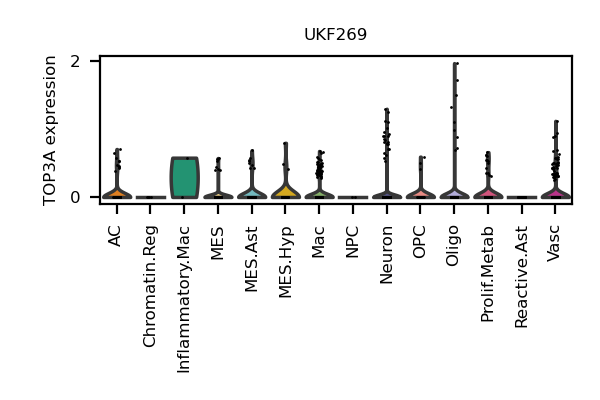 UKF269
TOP3A expression
2
0
AC
Chromatin.Reg
Inflammatory.Mac
MES
MES.Ast
MES.Hyp
Mac
NPC
Neuron
OPC
Oligo
Prolif.Metab
Reactive.Ast
Vasc